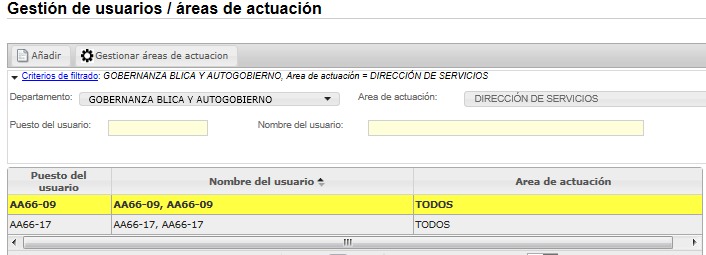 Gestión de usuarios / áreas de actuación
Añadir Gestionar áreas de actuacion
Criterios de filtrado: GOBERNANZA BLICA Y AUTOGOBIERNO, Area de actuación = DIRECCIÓN DE SERVICIOS
Departamento: GOBERNANZA BLICA Y AUTOGOBIERNO Area de actuación: DIRECCIÓN DE SERVICIOS
Puesto del usuario: Nombre del usuario:
Puesto del usuario Nombre del usuario Area de actuación
AA66-09 AA66-09, AA66-09 TODOS
AA66-17 AA66-17, AA66-17 TODOS